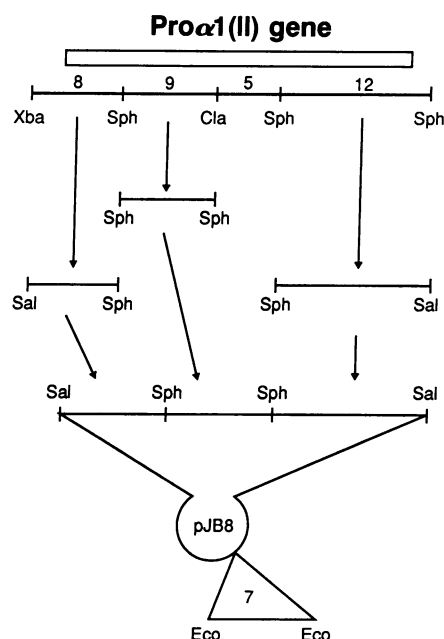 Proα1(II) gene
8 9 5 12
Xba Sph Cla Sph Sph
Sph Sph
Sal Sph Sph Sal
Sal Sph Sph Sal
pJB8
7
Eco Eco